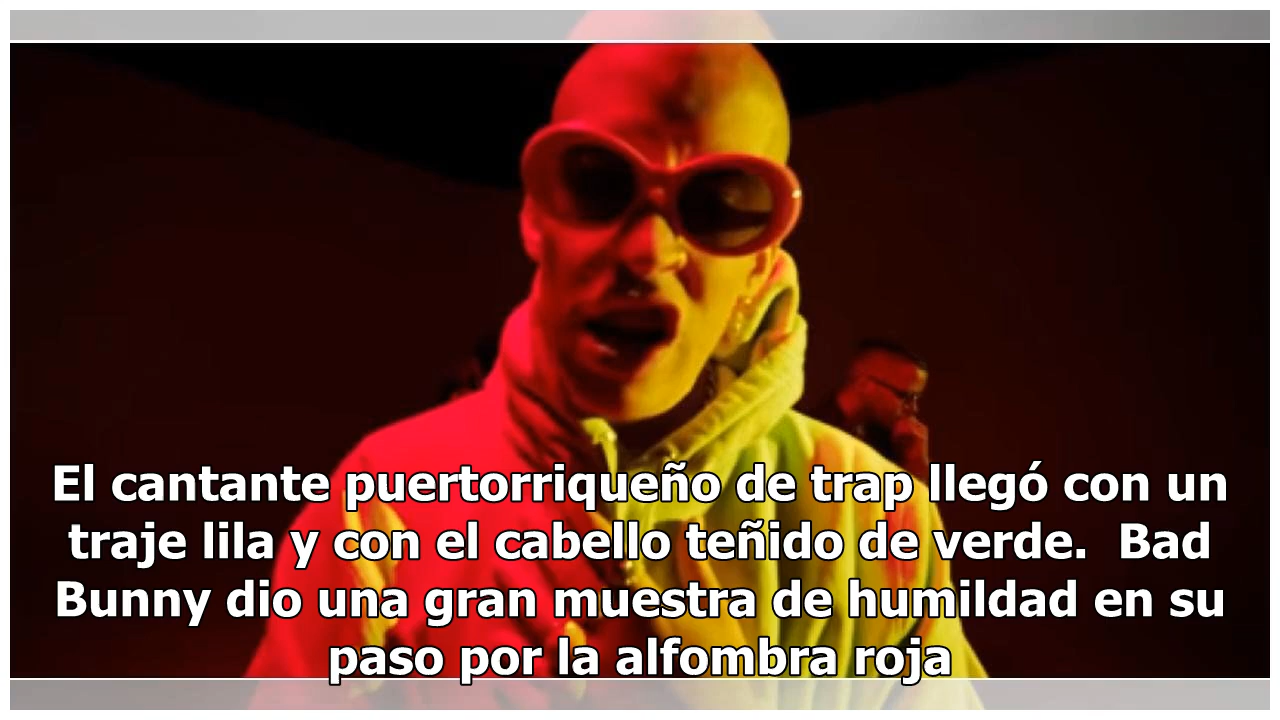 El cantante puertorriqueño de trap llegó con un
traje lila y con el cabello teñido de verde.  Bad
Bunny dio una gran muestra de humildad en su
paso por la alfombra roja